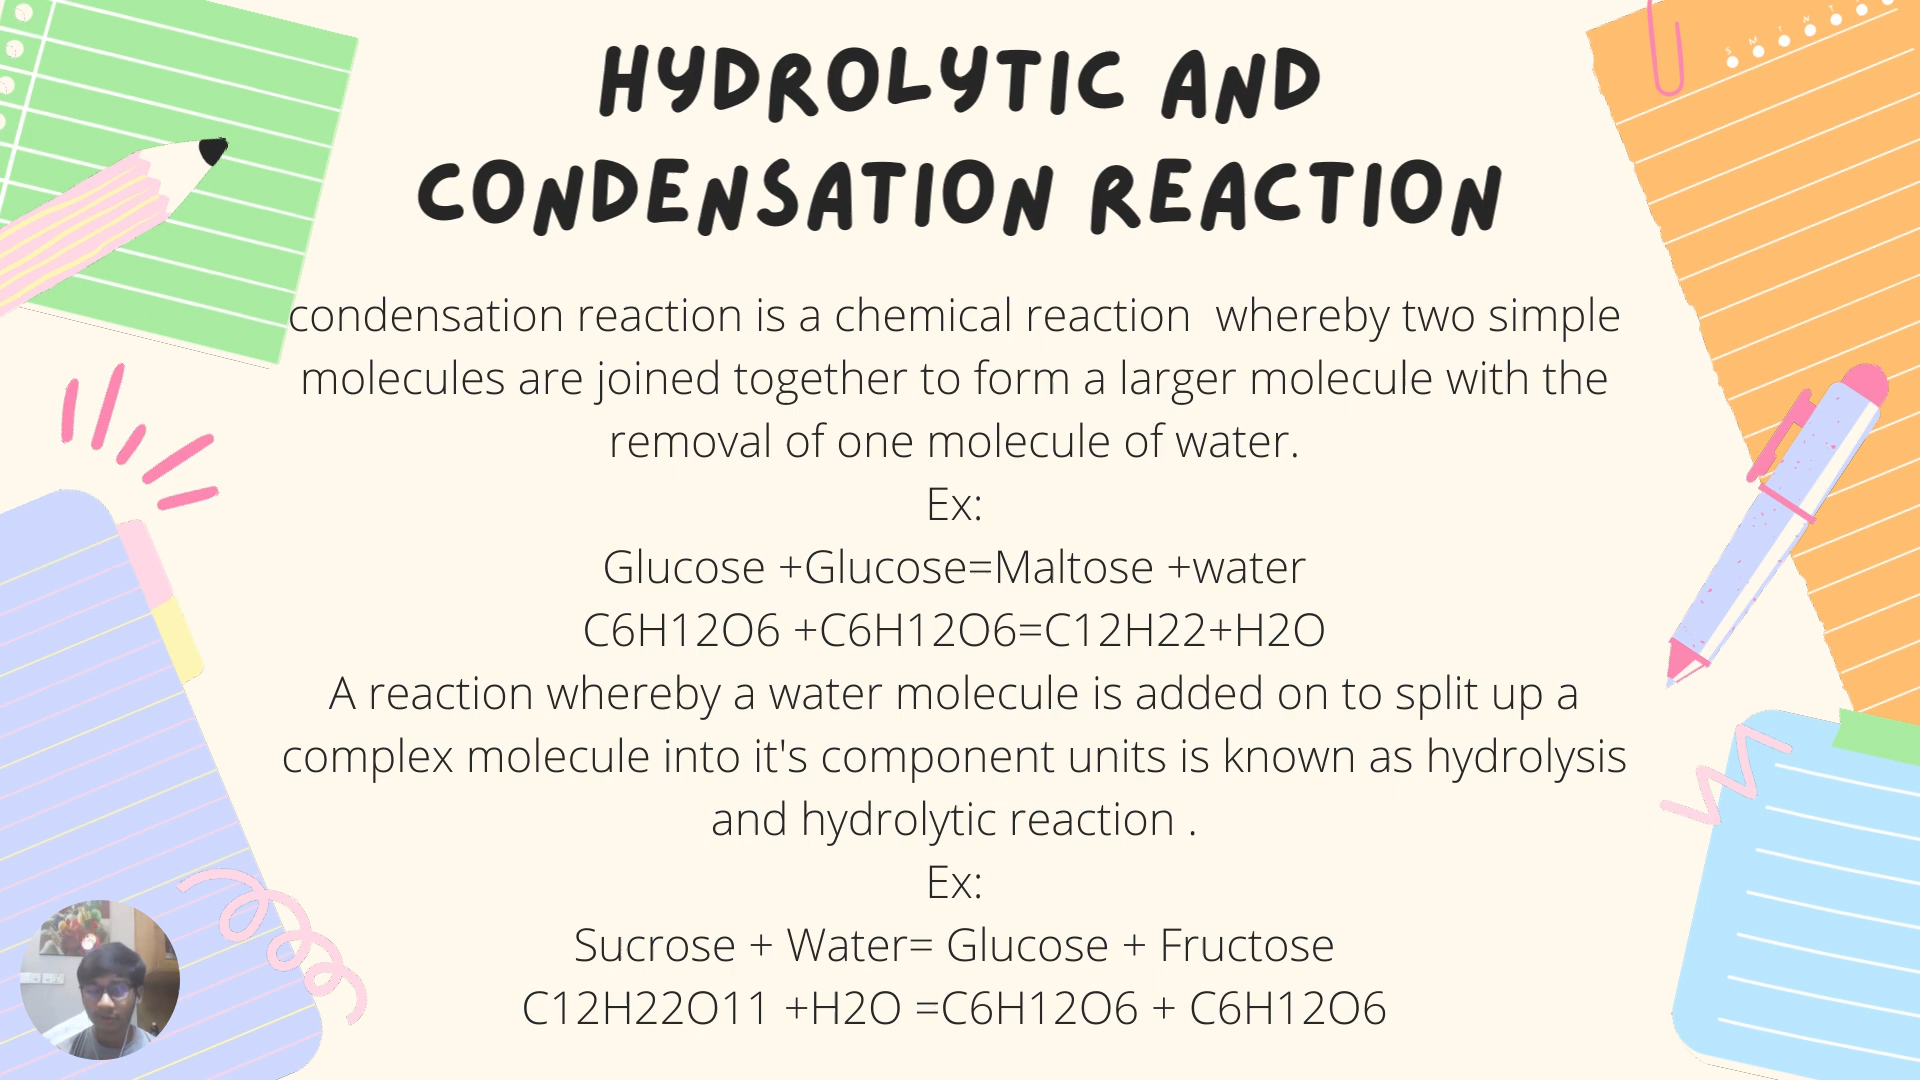 HYDROLYTIC AND
CONDENSATION REACTION
condensation reaction is a chemical reaction  whereby two simple
molecules are joined together to form a larger molecule with the
removal of one molecule of water.
Ex:
Glucose +Glucose=Maltose +water
C6H12O6 +C6H12O6=C12H22+H2O
A reaction whereby a water molecule is added on to split up a
complex molecule into it's component units is known as hydrolysis
and hydrolytic reaction .
Ex:
Sucrose + Water= Glucose + Fructose
C12H22O11 +H2O =C6H12O6 + C6H12O6